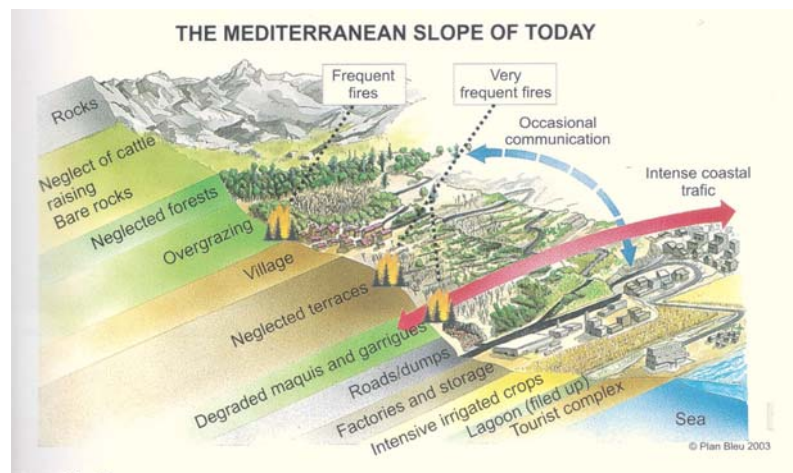 THE MEDITERRANEAN SLOPE OF TODAY
Frequent
fires
Very
frequent fires
Occasional
communication
Intense coastal
trafic
Rocks
Neglect of cattle
raising
Bare rocks
Neglected forests
Overgrazing
Village
Neglected terraces
Degraded maquis and garrigues
Roads/dumps
Factories and storage
Intensive irrigated crops
Lagoon (filed up)
Tourist complex
Sea
© Plan Bleu 2003